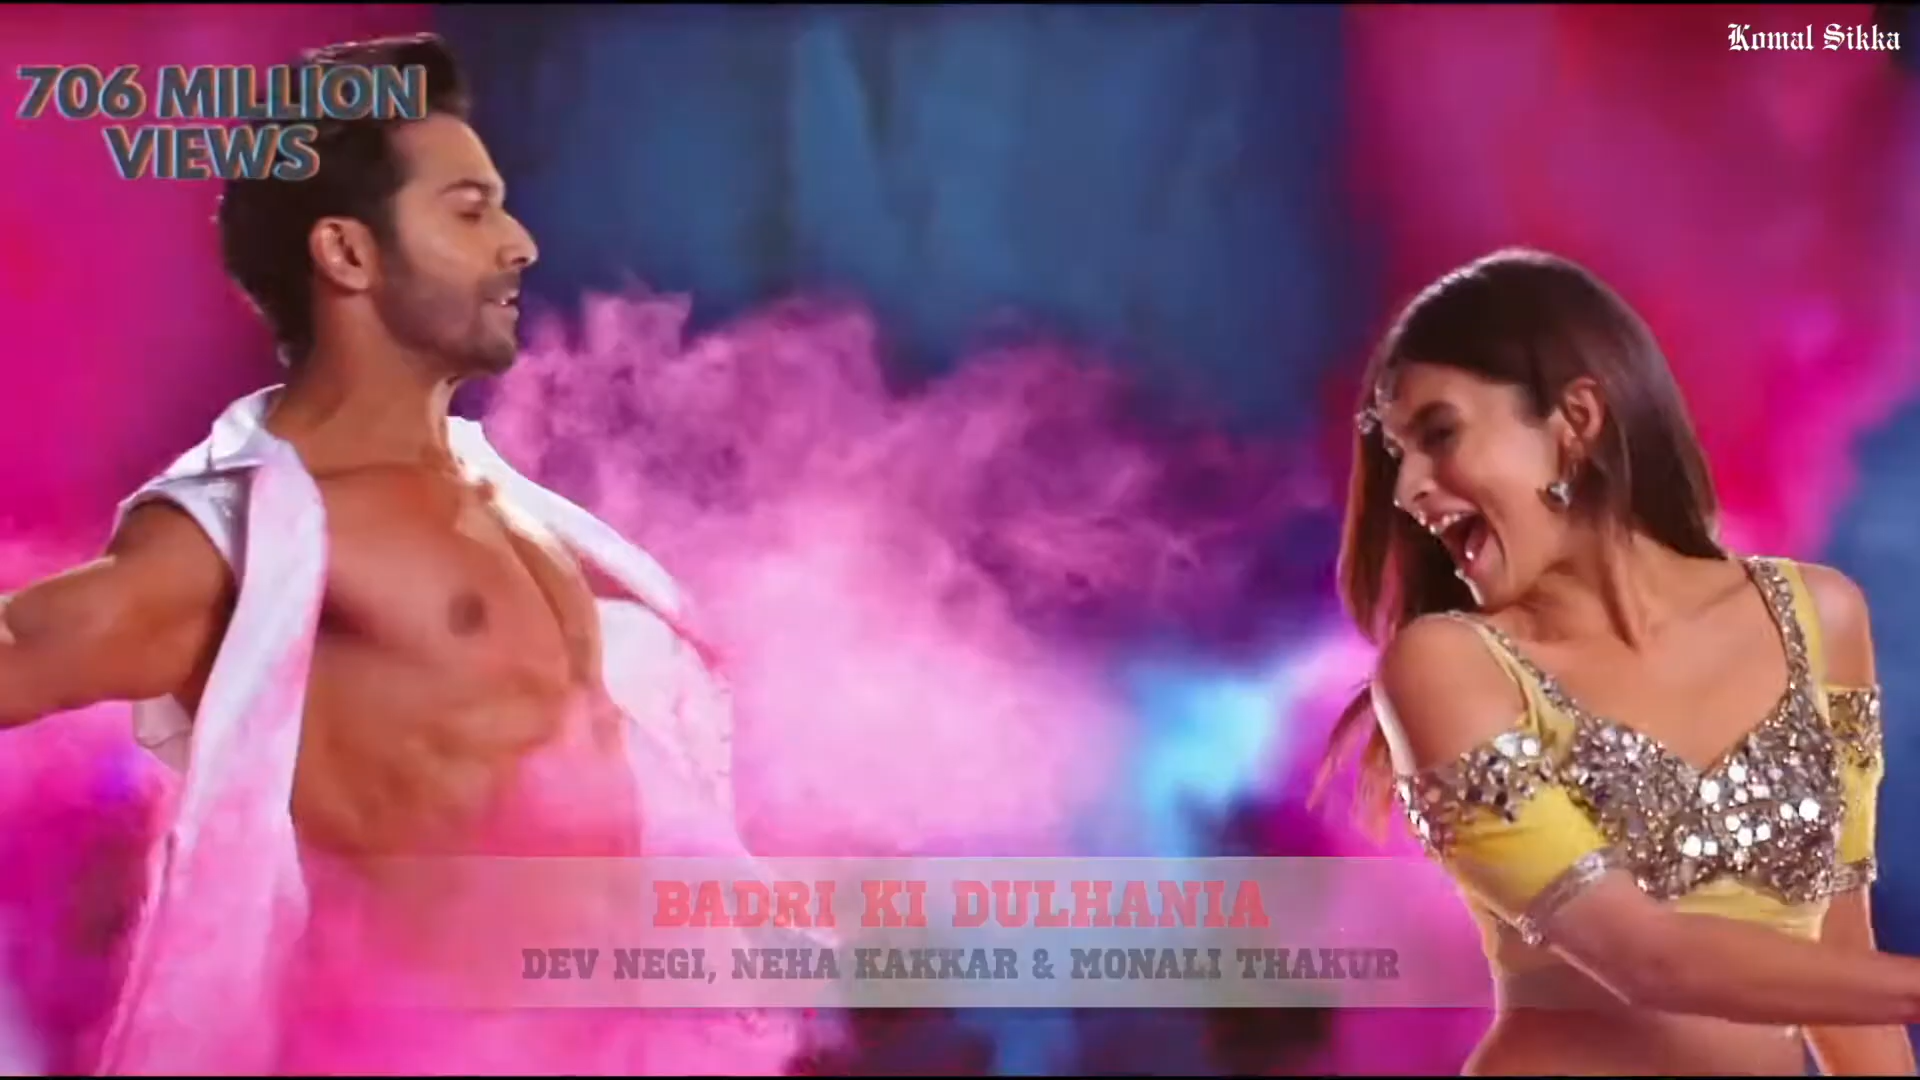 Komal Sikka
706 MILLION
VIEWS
BADRI KI DULHANIA
DEV NEGI, NEHA KAKKAR & MONALI THAKUR